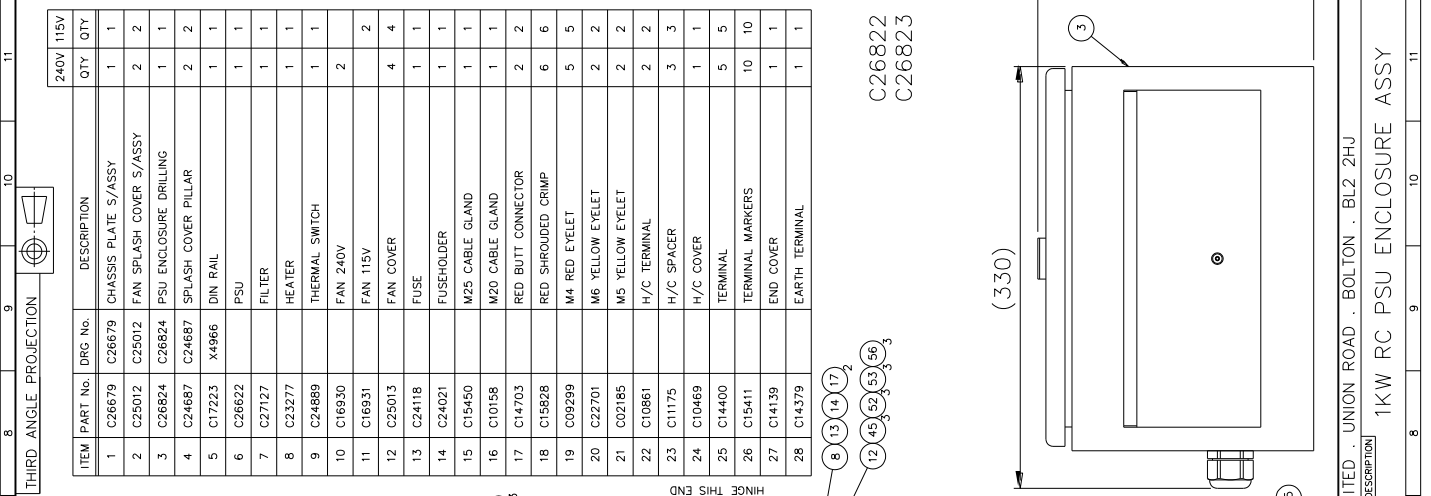 8 9 10 11
THIRD ANGLE PROJECTION
240V 115V
ITEM PART No. DRG No. DESCRIPTION QTY QTY
1 C26679 C26679 CHASSIS PLATE S/ASSY 1 1
2 C25012 C25012 FAN SPLASH COVER S/ASSY 2 2
3 C26824 C26824 PSU ENCLOSURE DRILLING 1 1
4 C24687 C24687 SPLASH COVER PILLAR 2 2
5 C17223 X4966 DIN RAIL 1 1
6 C26622 PSU 1 1
7 C27127 FILTER 1 1
8 C23277 HEATER 1 1
9 C24889 THERMAL SWITCH 1 1
10 C16930 FAN 240V 2
11 C16931 FAN 115V 2
12 C25013 FAN COVER 4 4
13 C24118 FUSE 1 1
14 C24021 FUSEHOLDER 1 1
15 C15450 M25 CABLE GLAND 1 1
16 C10158 M20 CABLE GLAND 1 1
17 C14703 RED BUTT CONNECTOR 2 2
18 C15828 RED SHROUDED CRIMP 6 6
19 C09299 M4 RED EYELET 5 5
20 C22701 M6 YELLOW EYELET 2 2
21 C02185 M5 YELLOW EYELET 2 2
22 C10861 H/C TERMINAL 2 2
23 C11175 H/C SPACER 3 3
24 C10469 H/C COVER 1 1
25 C14400 TERMINAL 5 5
26 C15411 TERMINAL MARKERS 10 10
27 C14139 END COVER 1 1
28 C14379 EARTH TERMINAL 1 1
HINGE THIS END
8 13 14 17 2
12 45 3 52 3 53 3 56 3
C26822
C26823
(330)
3
ITED . UNION ROAD . BOLTON . BL2 2HJ
DESCRIPTION
1KW RC PSU ENCLOSURE ASSY
8 9 10 11